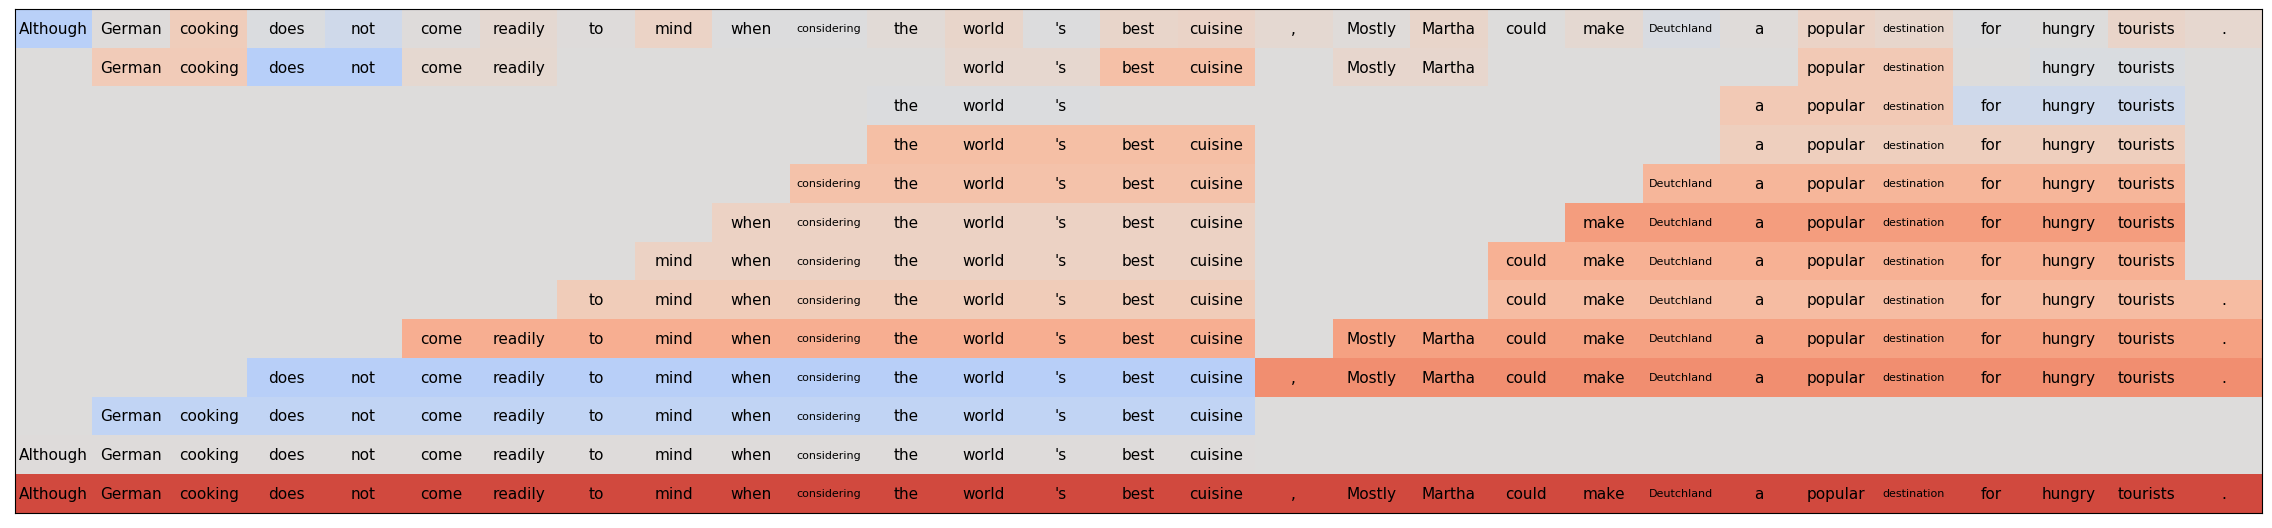 Although German cooking does not come readily to mind when considering the world 's best cuisine , Mostly Martha could make Deutchland a popular destination for hungry tourists .
German cooking does not come readily world 's best cuisine Mostly Martha popular destination hungry tourists
the world 's a popular destination for hungry tourists
the world 's best cuisine a popular destination for hungry tourists
considering the world 's best cuisine Deutchland a popular destination for hungry tourists
when considering the world 's best cuisine make Deutchland a popular destination for hungry tourists
mind when considering the world 's best cuisine could make Deutchland a popular destination for hungry tourists
to mind when considering the world 's best cuisine could make Deutchland a popular destination for hungry tourists .
come readily to mind when considering the world 's best cuisine Mostly Martha could make Deutchland a popular destination for hungry tourists .
does not come readily to mind when considering the world 's best cuisine , Mostly Martha could make Deutchland a popular destination for hungry tourists .
German cooking does not come readily to mind when considering the world 's best cuisine
Although German cooking does not come readily to mind when considering the world 's best cuisine
Although German cooking does not come readily to mind when considering the world 's best cuisine , Mostly Martha could make Deutchland a popular destination for hungry tourists .